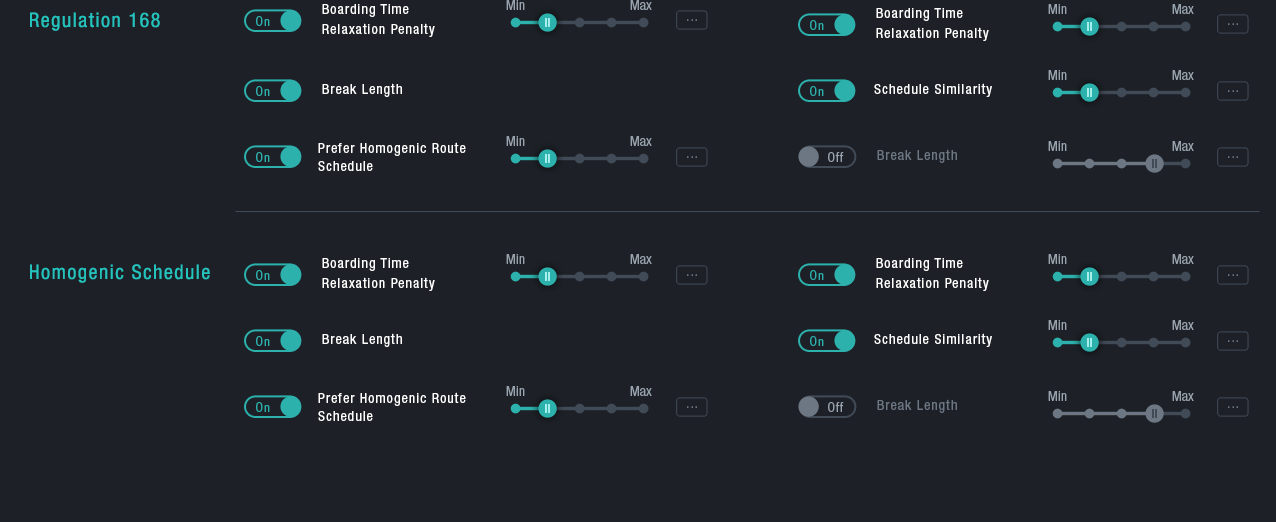 Regulation 168
On
Boarding Time
Relaxation Penalty
Min
Max
...
On
Boarding Time
Relaxation Penalty
Min
Max
...
On
Break Length
On
Schedule Similarity
Min
Max
...
On
Prefer Homogenic Route
Schedule
Min
Max
...
Off
Break Length
Min
Max
...
Homogenic Schedule
On
Boarding Time
Relaxation Penalty
Min
Max
...
On
Boarding Time
Relaxation Penalty
Min
Max
...
On
Break Length
On
Schedule Similarity
Min
Max
...
On
Prefer Homogenic Route
Schedule
Min
Max
...
Off
Break Length
Min
Max
...